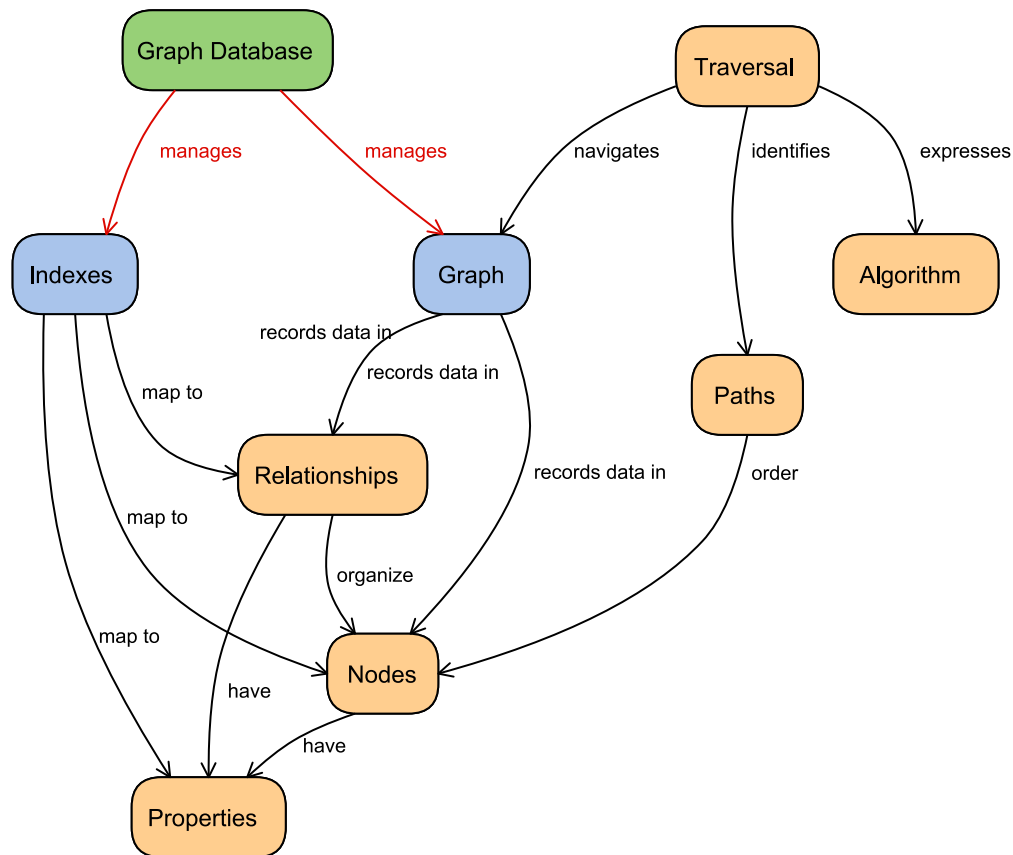 Graph Database
Traversal
manages
manages
navigates
identifies
expresses
Indexes
Graph
Algorithm
records data in
records data in
map to
Paths
Relationships
records data in
order
map to
organize
map to
Nodes
have
have
Properties